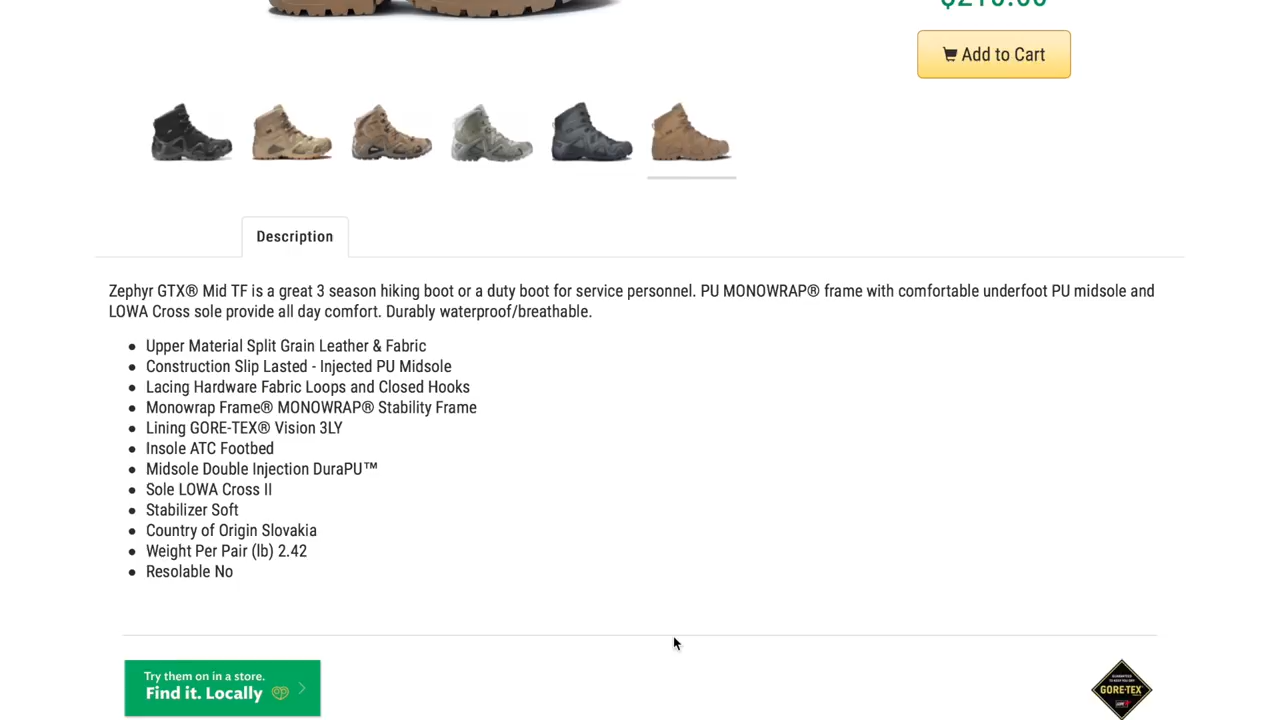 Add to Cart
Description
Zephyr GTX® Mid TF is a great 3 season hiking boot or a duty boot for service personnel. PU MONOWRAP® frame with comfortable underfoot PU midsole and
LOWA Cross sole provide all day comfort. Durably waterproof/breathable.
Upper Material Split Grain Leather & Fabric
Construction Slip Lasted - Injected PU Midsole
Lacing Hardware Fabric Loops and Closed Hooks
Monowrap Frame® MONOWRAP® Stability Frame
Lining GORE-TEX® Vision 3LY
Insole ATC Footbed
Midsole Double Injection DuraPU™
Sole LOWA Cross II
Stabilizer Soft
Country of Origin Slovakia
Weight Per Pair (lb) 2.42
Resolable No
Try them on in a store.
Find it. Locally
GUARANTEED
TO KEEP YOU DRY
GORE-TEX